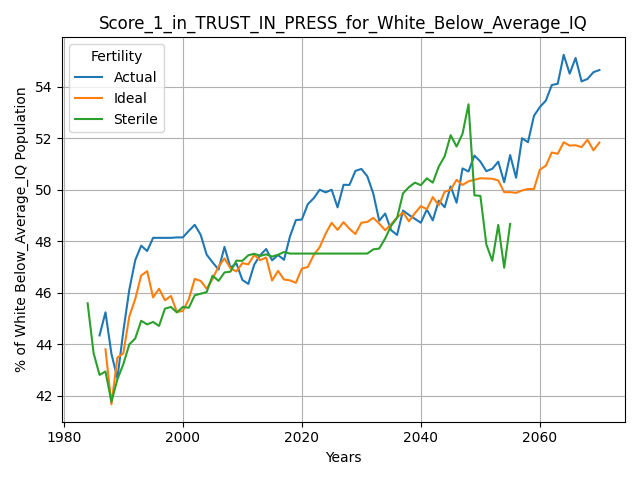 Score_1_in_TRUST_IN_PRESS_for_White_Below_Average_IQ
Fertility
Actual
Ideal
Sterile
% of White Below_Average_IQ Population
54
52
50
48
46
44
42
1980
2000
2020
2040
2060
Years